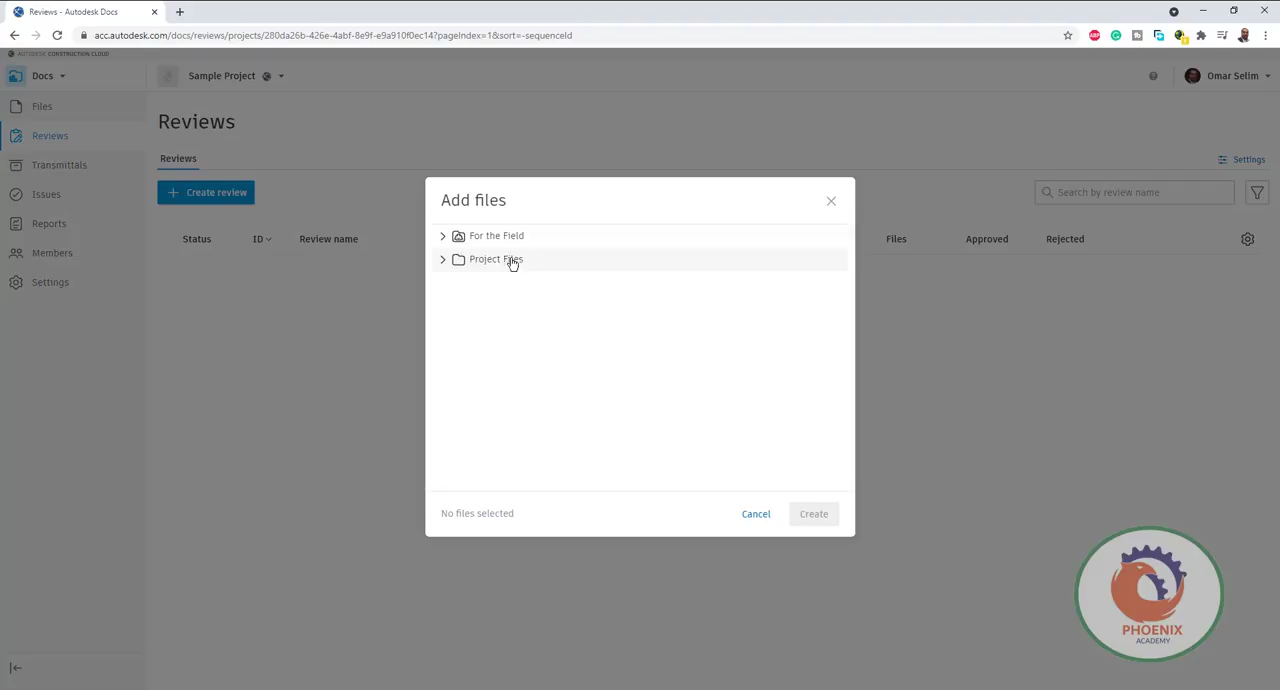 Reviews - Autodesk Docs
acc.autodesk.com/docs/reviews/projects/280da26b-426e-4abf-8e9f-e9a910f0ec14?pageIndex=1&sort=-sequenceId
AUTODESK CONSTRUCTION CLOUD
Docs
Sample Project
Omar Selim
Files
Reviews
Transmittals
Issues
Reports
Members
Settings
Reviews
Reviews
Settings
Create review
Search by review name
Status
ID
Review name
Files
Approved
Rejected
Add files
For the Field
Project Files
No files selected
Cancel
Create
PHOENIX
ACADEMY